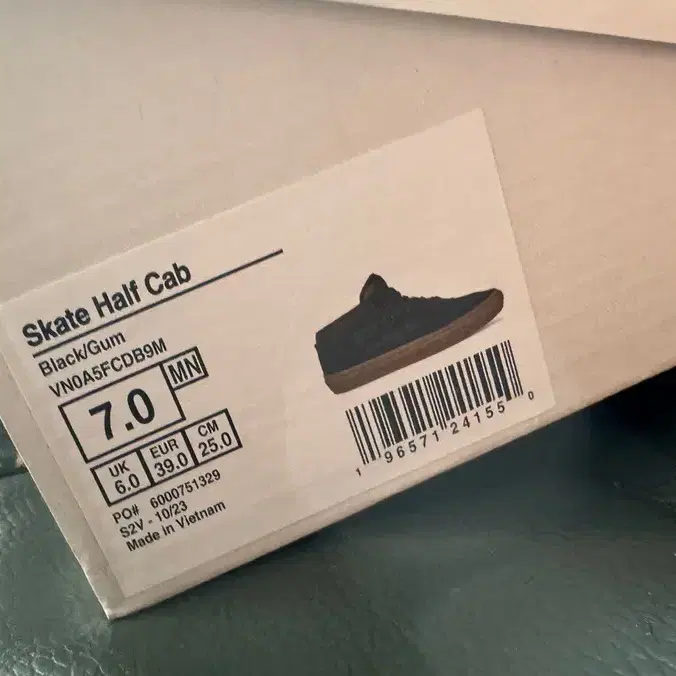 Skate Half Cab
Black/Gum
VN0A5FCDB9M
7.0 MN
UK EUR CM
6.0 39.0 25.0
PO# 6000751329
S2V - 10/23
Made in Vietnam
1 96571 24155 0